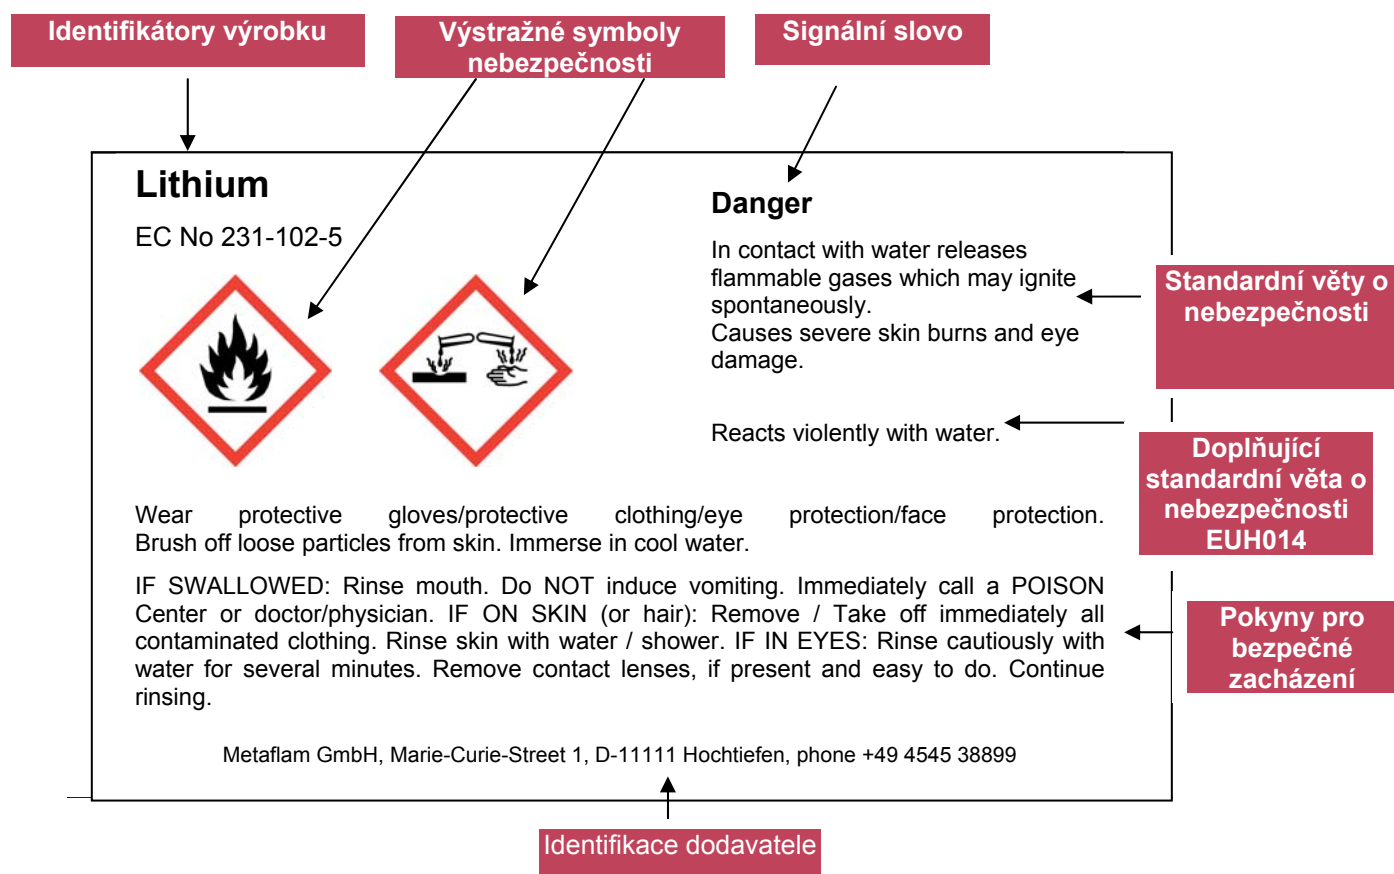 Identifikátory výrobku
Výstražné symboly
nebezpečnosti
Signální slovo
Lithium
EC No 231-102-5
Danger
In contact with water releases
flammable gases which may ignite
spontaneously.
Causes severe skin burns and eye
damage.
Reacts violently with water.
Standardní věty o
nebezpečnosti
Doplňující
standardní věta o
nebezpečnosti
EUH014
Wear protective gloves/protective clothing/eye protection/face protection.
Brush off loose particles from skin. Immerse in cool water.
IF SWALLOWED: Rinse mouth. Do NOT induce vomiting. Immediately call a POISON
Center or doctor/physician. IF ON SKIN (or hair): Remove / Take off immediately all
contaminated clothing. Rinse skin with water / shower. IF IN EYES: Rinse cautiously with
water for several minutes. Remove contact lenses, if present and easy to do. Continue
rinsing.
Pokyny pro
bezpečné
zacházení
Metaflam GmbH, Marie-Curie-Street 1, D-11111 Hochtiefen, phone +49 4545 38899
Identifikace dodavatele